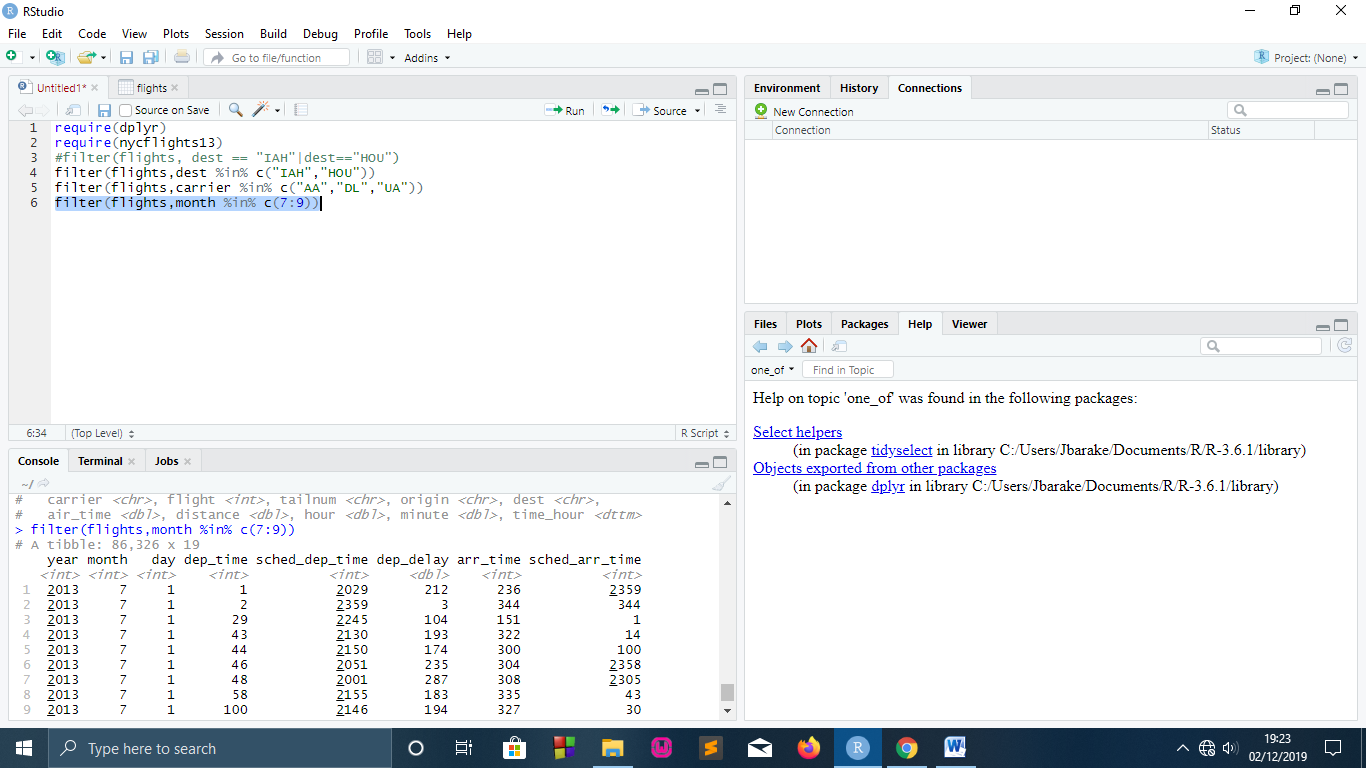 RStudio
File Edit Code View Plots Session Build Debug Profile Tools Help
Go to file/function Addins Project: (None)
Untitled1* flights
Source on Save Run Source
1 require(dplyr)
2 require(nycflights13)
3 #filter(flights, dest == "IAH"|dest=="HOU")
4 filter(flights,dest %in% c("IAH","HOU"))
5 filter(flights,carrier %in% c("AA","DL","UA"))
6 filter(flights,month %in% c(7:9))
6:34 (Top Level) R Script
Console Terminal Jobs
~/
# carrier <chr>, flight <int>, tailnum <chr>, origin <chr>, dest <chr>,
# air_time <dbl>, distance <dbl>, hour <dbl>, minute <dbl>, time_hour <dttm>
> filter(flights,month %in% c(7:9))
# A tibble: 86,326 x 19
year month day dep_time sched_dep_time dep_delay arr_time sched_arr_time
<int> <int> <int> <int> <int> <dbl> <int> <int>
1 2013 7 1 1 2029 212 236 2359
2 2013 7 1 2 2359 3 344 344
3 2013 7 1 29 2245 104 151 1
4 2013 7 1 43 2130 193 322 14
5 2013 7 1 44 2150 174 300 100
6 2013 7 1 46 2051 235 304 2358
7 2013 7 1 48 2001 287 308 2305
8 2013 7 1 58 2155 183 335 43
9 2013 7 1 100 2146 194 327 30
Environment History Connections
New Connection
Connection Status
Files Plots Packages Help Viewer
one_of Find in Topic
Help on topic 'one_of' was found in the following packages:
Select helpers
(in package tidyselect in library C:/Users/Jbarake/Documents/R/R-3.6.1/library)
Objects exported from other packages
(in package dplyr in library C:/Users/Jbarake/Documents/R/R-3.6.1/library)
Type here to search
19:23
02/12/2019